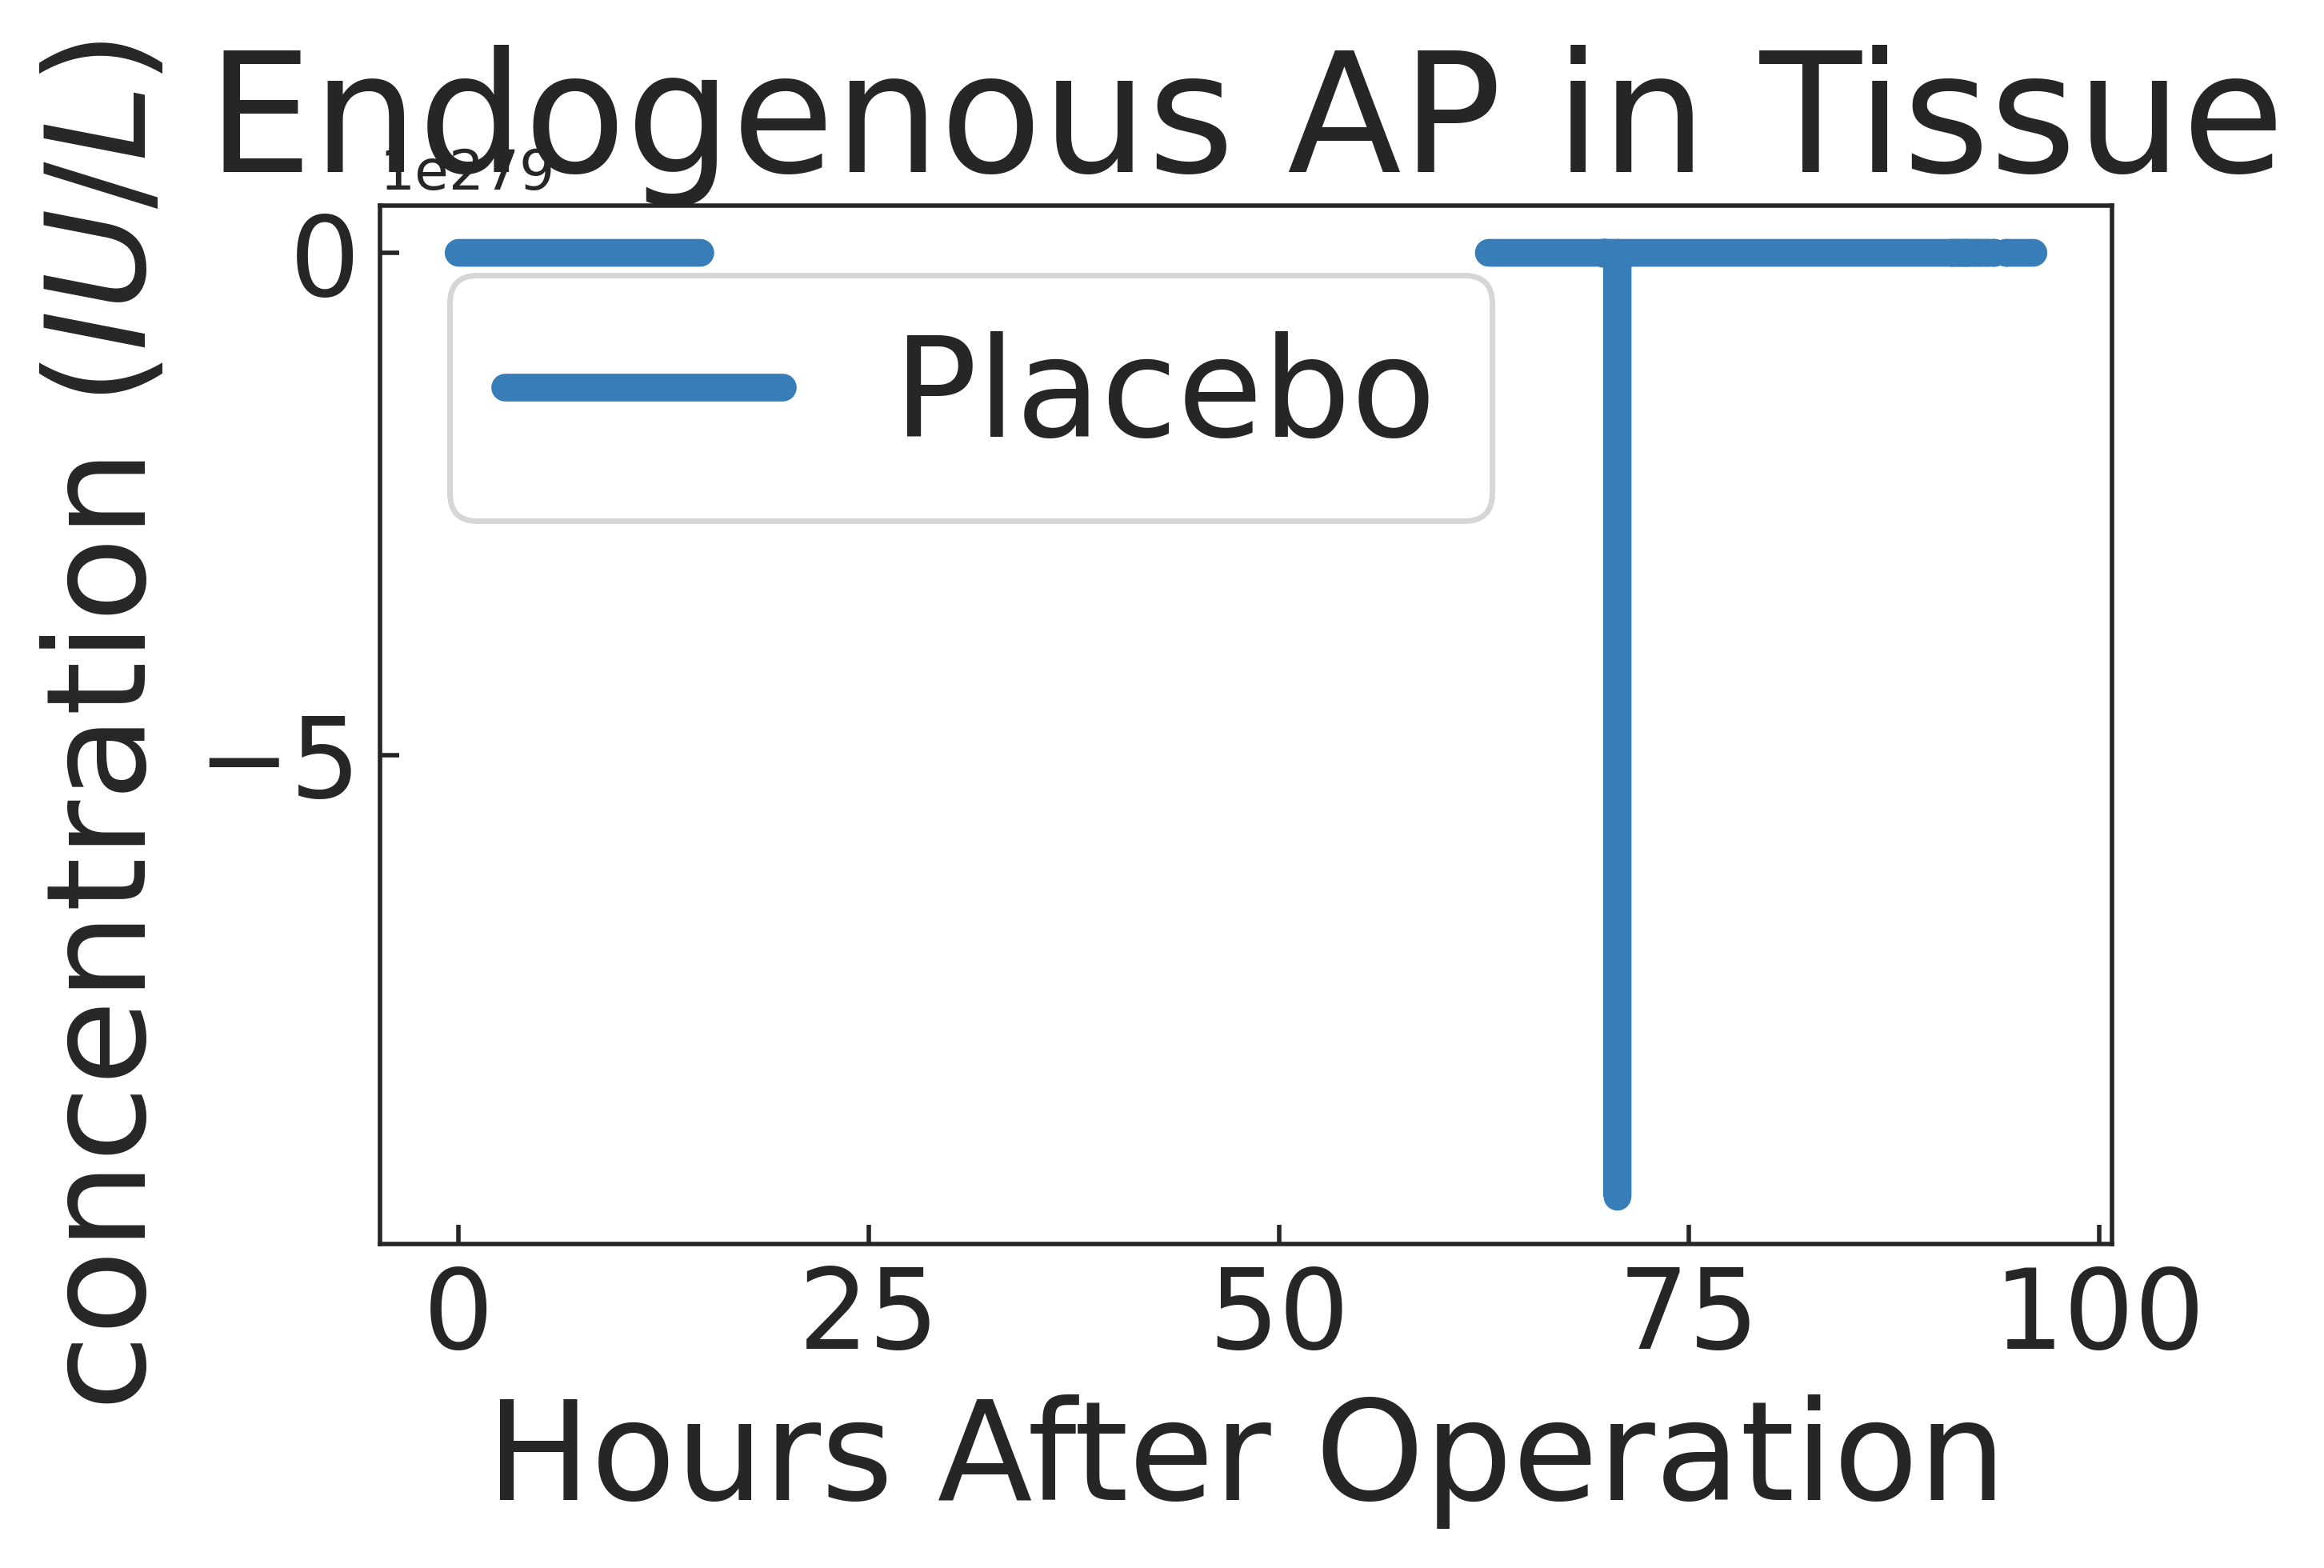 Endogenous AP in Tissue
1e279
concentration (IU/L)
0
−5
Placebo
0 25 50 75 100
Hours After Operation